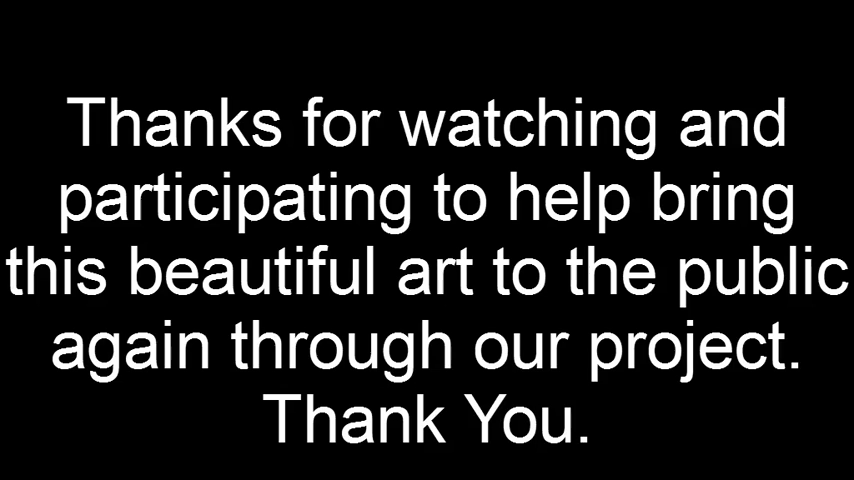 Thanks for watching and
participating to help bring
this beautiful art to the public
again through our project.
Thank You.